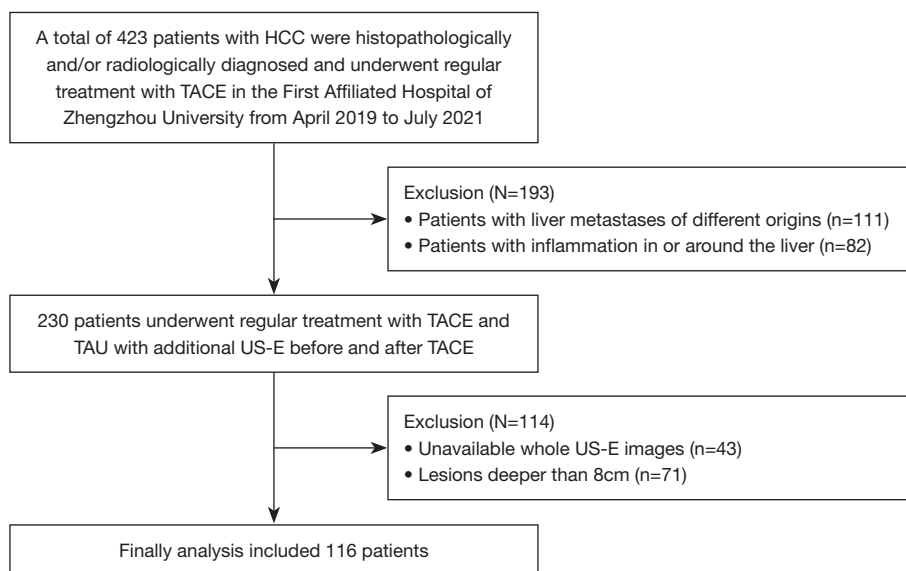 A total of 423 patients with HCC were histopathologically
and/or radiologically diagnosed and underwent regular
treatment with TACE in the First Affiliated Hospital of
Zhengzhou University from April 2019 to July 2021
Exclusion (N=193)
• Patients with liver metastases of different origins (n=111)
• Patients with inflammation in or around the liver (n=82)
230 patients underwent regular treatment with TACE and
TAU with additional US-E before and after TACE
Exclusion (N=114)
• Unavailable whole US-E images (n=43)
• Lesions deeper than 8cm (n=71)
Finally analysis included 116 patients